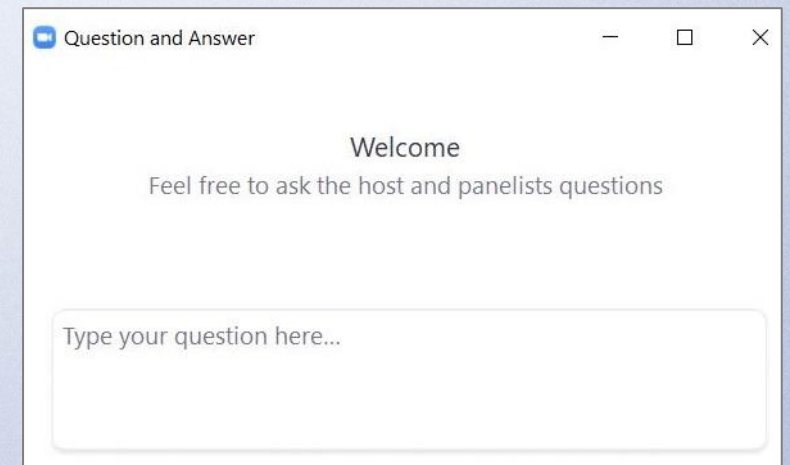 Question and Answer
Welcome
Feel free to ask the host and panelists questions
Type your question here...